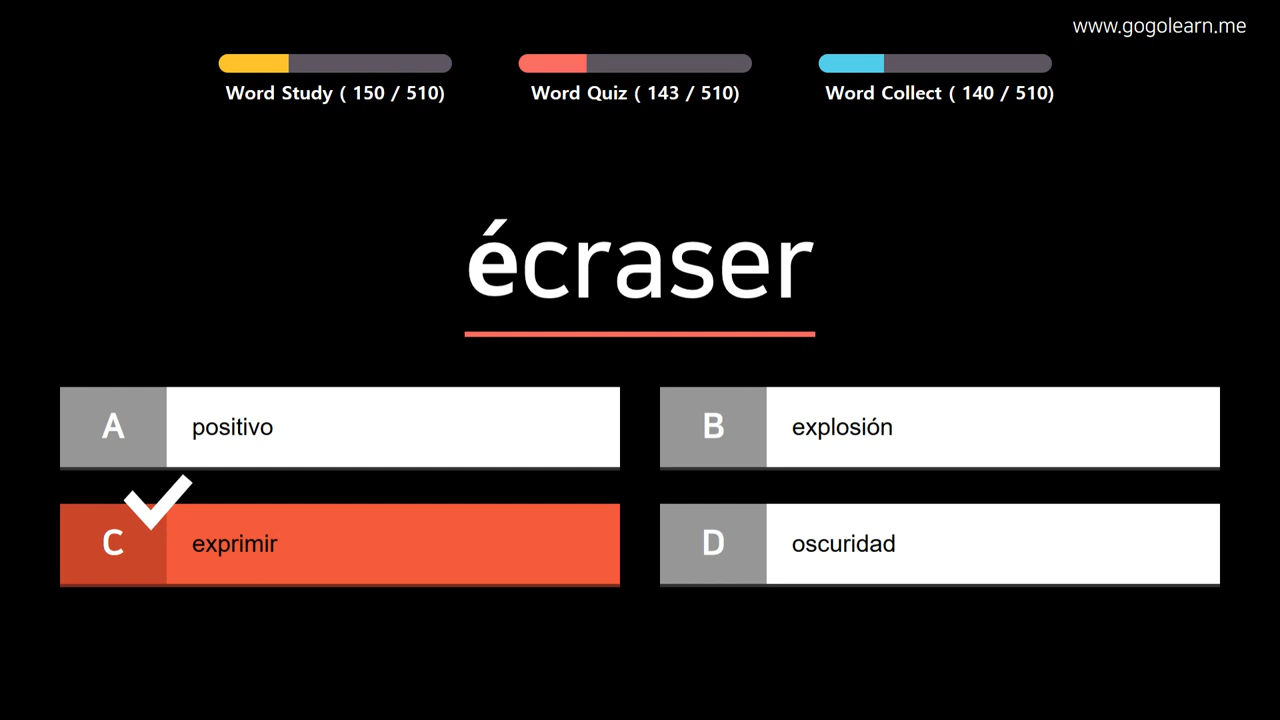 www.gogolearn.me
Word Study ( 150 / 510)
Word Quiz ( 143 / 510)
Word Collect ( 140 / 510)
écraser
A positivo
B explosión
C exprimir
D oscuridad